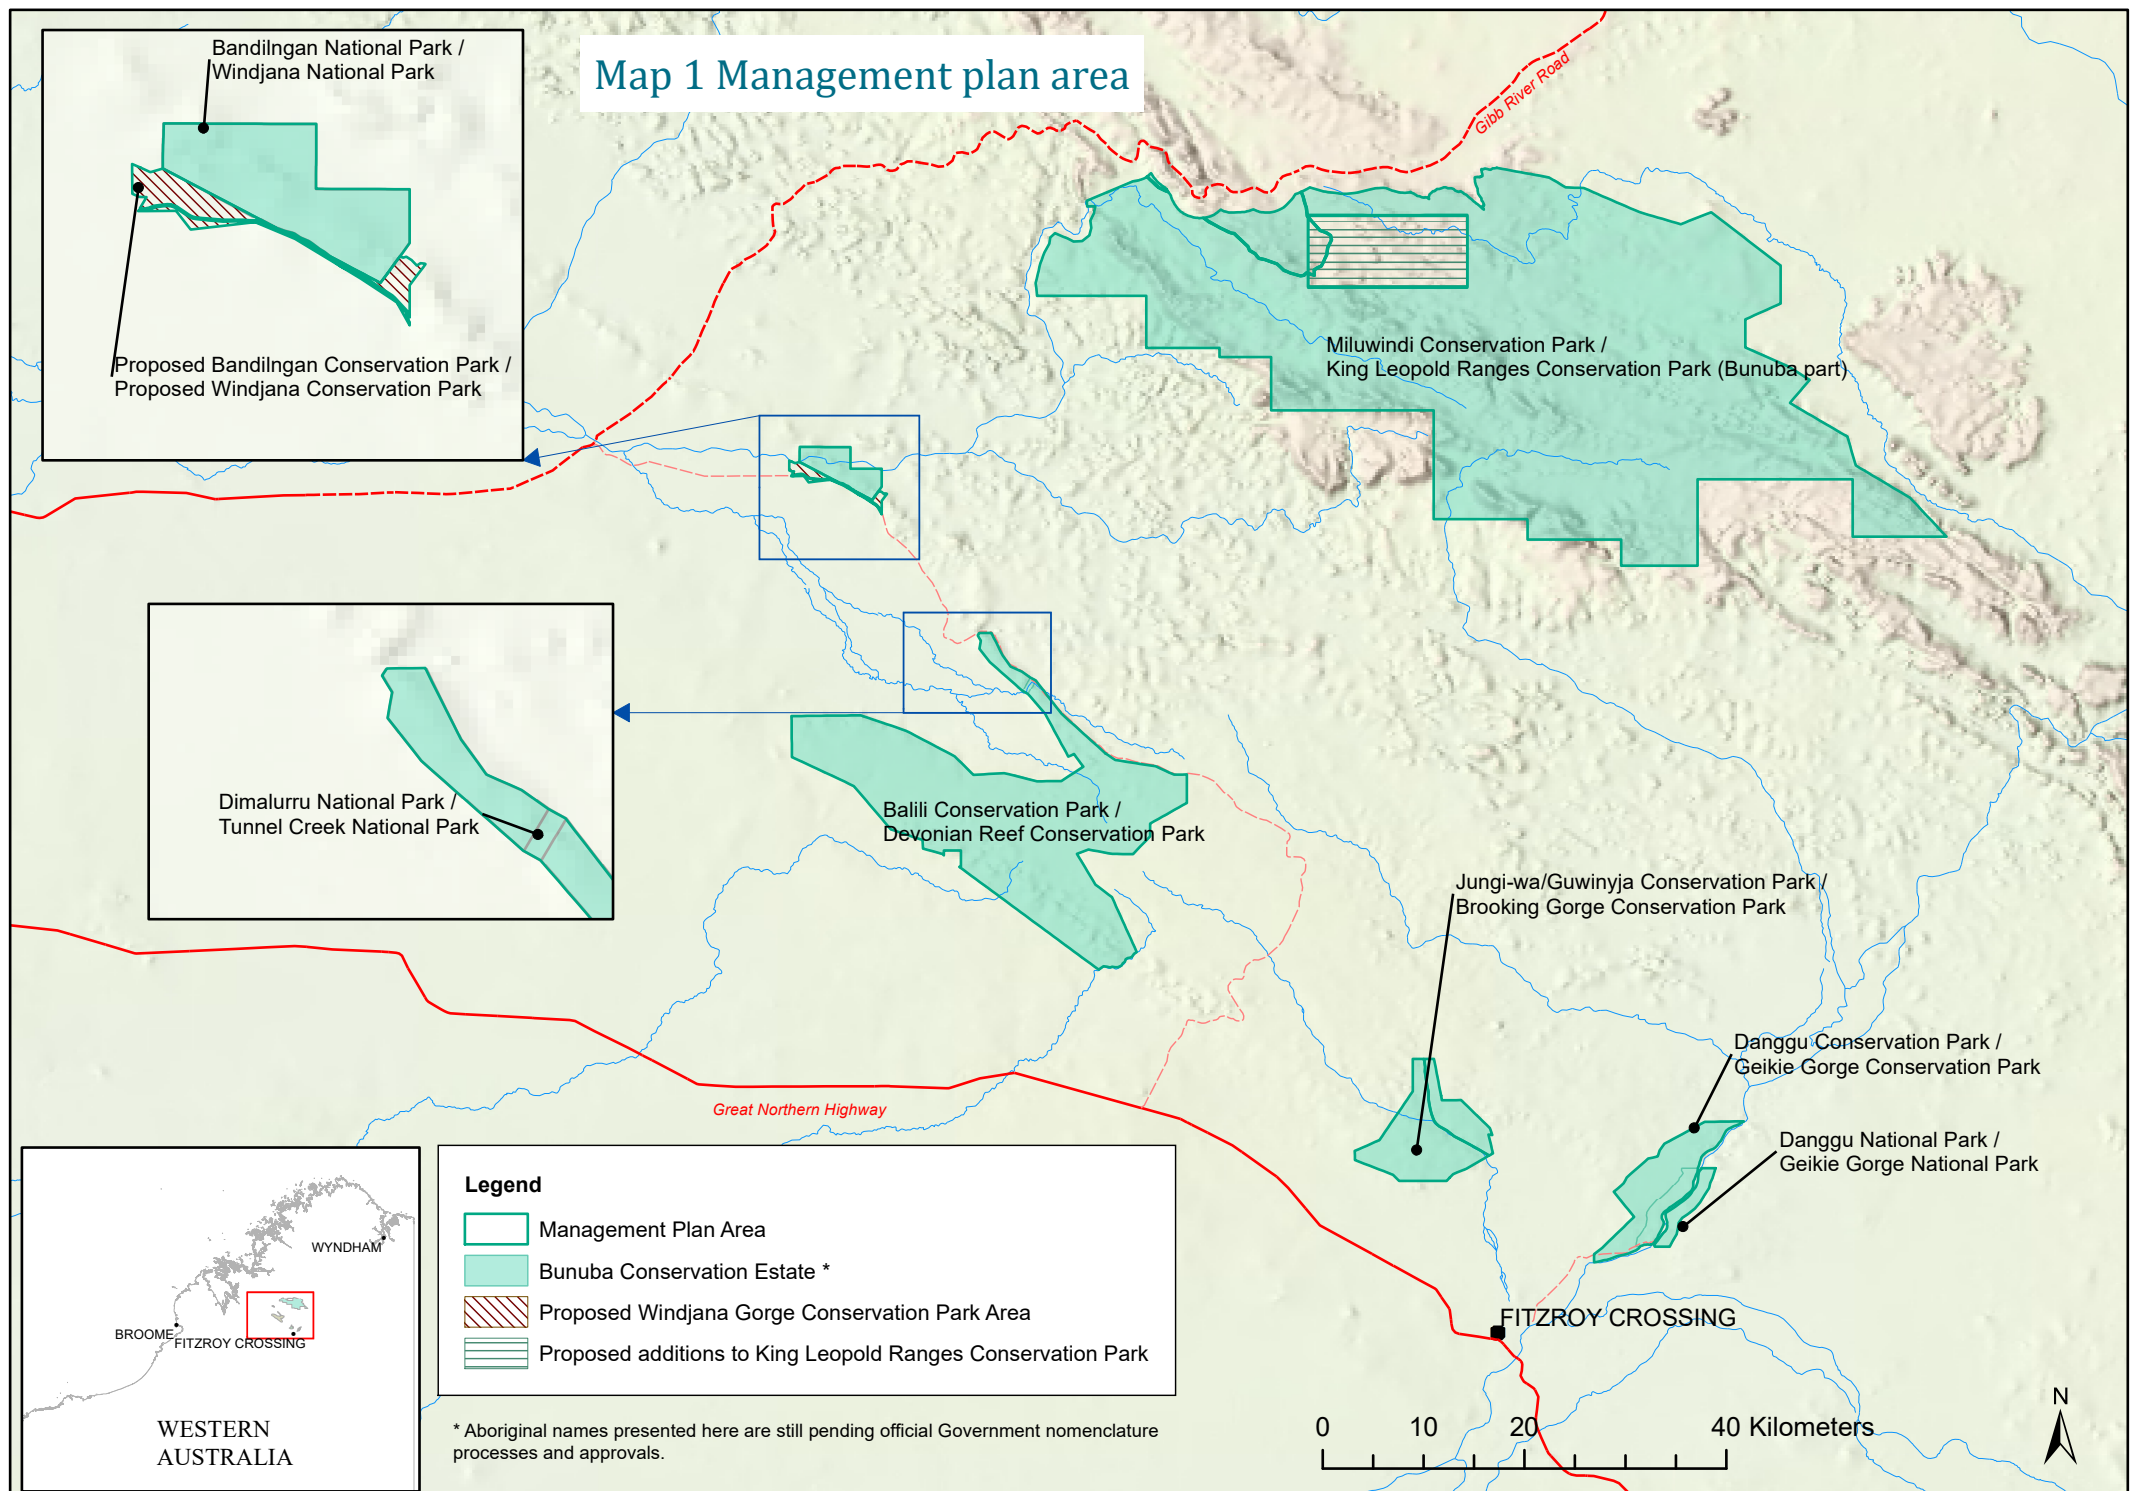 Map 1 Management plan area
Bandilngan National Park /
Windjana National Park
Proposed Bandilngan Conservation Park /
Proposed Windjana Conservation Park
Gibb River Road
Miluwindi Conservation Park /
King Leopold Ranges Conservation Park (Bunuba part)
Dimalurru National Park /
Tunnel Creek National Park
Balili Conservation Park /
Devonian Reef Conservation Park
Jungi-wa/Guwinyja Conservation Park /
Brooking Gorge Conservation Park
Danggu Conservation Park /
Geikie Gorge Conservation Park
Danggu National Park /
Geikie Gorge National Park
Great Northern Highway
FITZROY CROSSING
WYNDHAM
BROOME
FITZROY CROSSING
WESTERN
AUSTRALIA
Legend
Management Plan Area
Bunuba Conservation Estate *
Proposed Windjana Gorge Conservation Park Area
Proposed additions to King Leopold Ranges Conservation Park
* Aboriginal names presented here are still pending official Government nomenclature
processes and approvals.
0 10 20 40 Kilometers
N